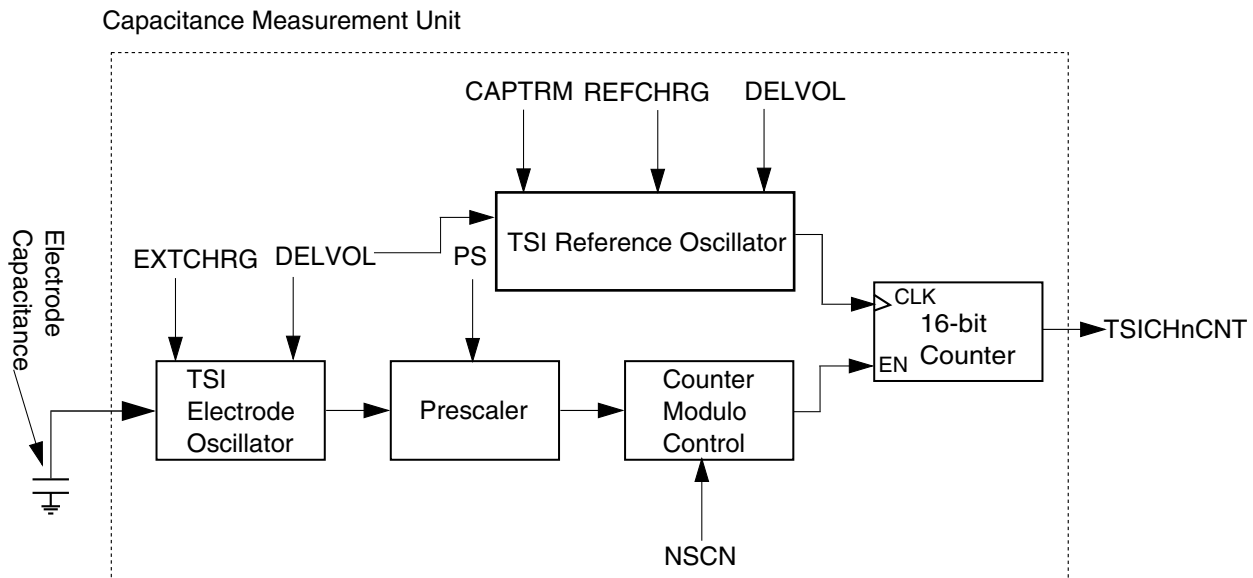 Capacitance Measurement Unit
CAPTRM REFCHRG DELVOL
TSI Reference Oscillator
Electrode
Capacitance
EXTCHRG DELVOL PS
CLK
16-bit
Counter
EN
TSICHnCNT
TSI
Electrode
Oscillator
Prescaler
Counter
Modulo
Control
NSCN